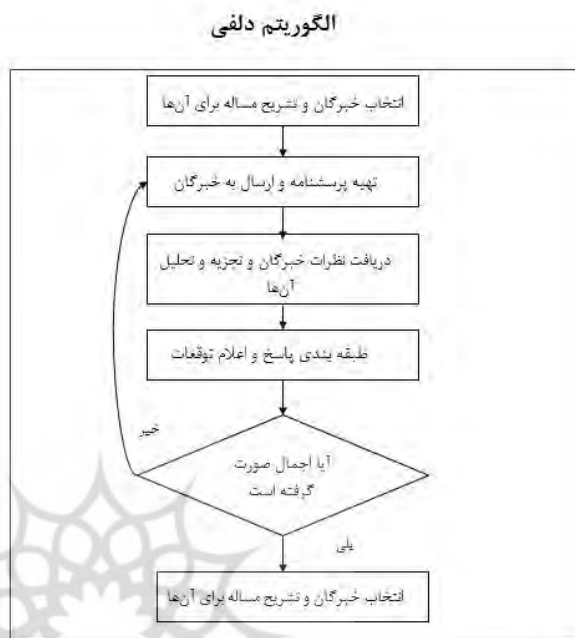 الگوریتم دلفی
انتخاب خبرگان و تشریح مساله برای آن‌ها
تهیه پرسشنامه و ارسال به خبرگان
دریافت نظرات خبرگان و تجزیه و تحلیل
آن‌ها
طبقه بندی پاسخ و اعلام توقعات
خیر
آیا اجمال صورت
گرفته است
بلی
انتخاب خبرگان و تشریح مساله برای آن‌ها